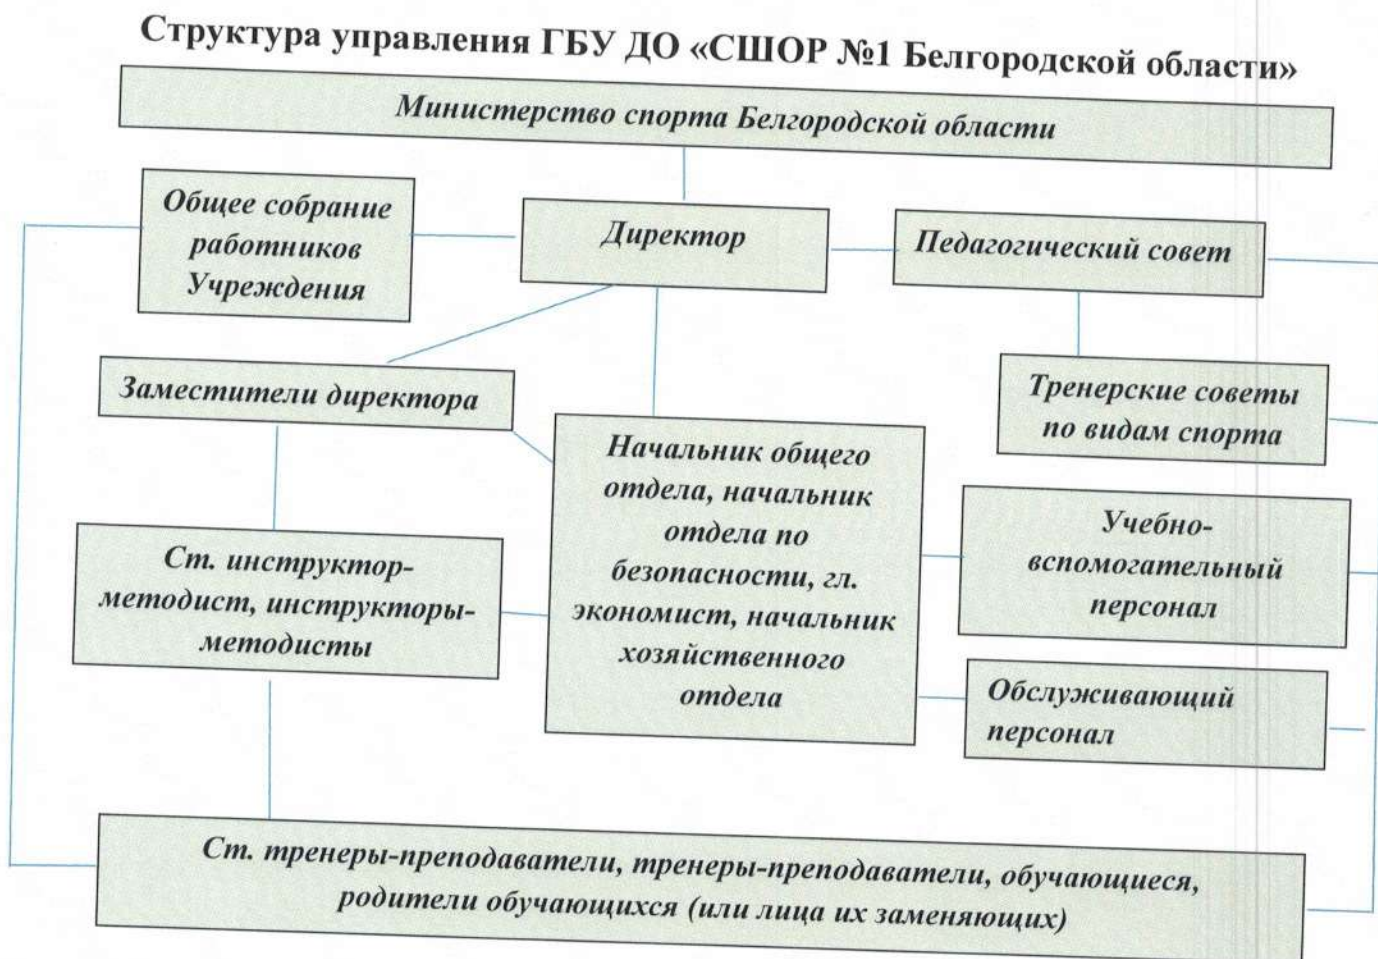 Структура управления ГБУ ДО «СШОР №1 Белгородской области»
Министерство спорта Белгородской области
Общее собрание
работников
Учреждения
Директор
Педагогический совет
Заместители директора
Тренерские советы
по видам спорта
Начальник общего
отдела, начальник
отдела по
безопасности, гл.
экономист, начальник
хозяйственного
отдела
Ст. инструктор-
методист, инструкторы-
методисты
Учебно-
вспомогательный
персонал
Обслуживающий
персонал
Ст. тренеры-преподаватели, тренеры-преподаватели, обучающиеся,
родители обучающихся (или лица их заменяющих)